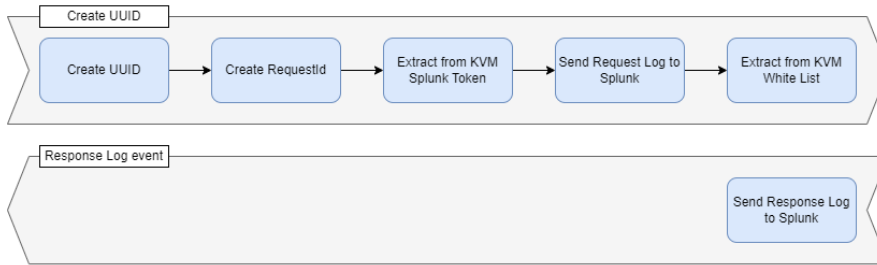 Create UUID
Create UUID
Create RequestId
Extract from KVM
Splunk Token
Send Request Log to
Splunk
Extract from KVM
White List
Response Log event
Send Response Log
to Splunk